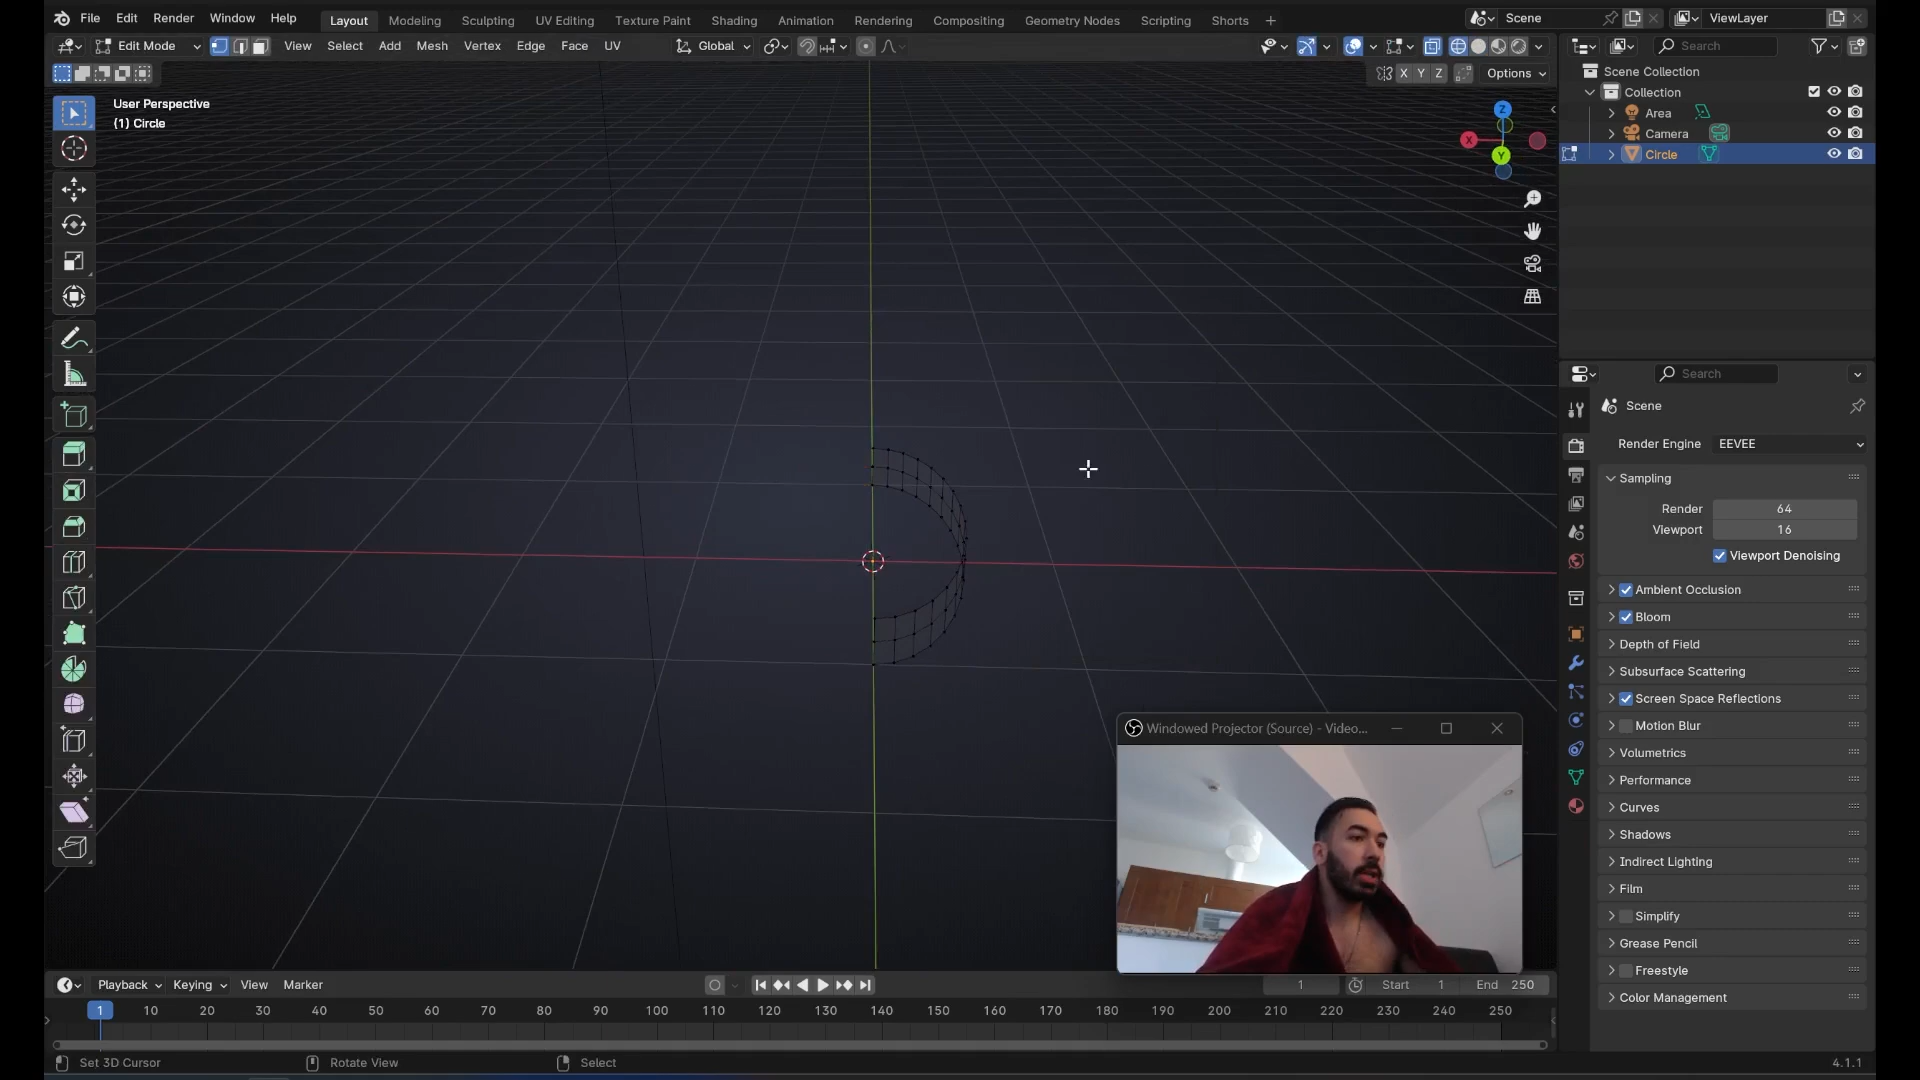 File Edit Render Window Help Layout Modeling Sculpting UV Editing Texture Paint Shading Animation Rendering Compositing Geometry Nodes Scripting Shorts + Scene ViewLayer
Edit Mode View Select Add Mesh Vertex Edge Face UV Global Search
X Y Z Options
User Perspective
(1) Circle
Z
X
Y
Scene Collection
Collection
Area
Camera
Circle
Search
Scene
Render Engine EEVEE
Sampling
Render 64
Viewport 16
Viewport Denoising
Ambient Occlusion
Bloom
Depth of Field
Subsurface Scattering
Screen Space Reflections
Motion Blur
Volumetrics
Performance
Curves
Shadows
Indirect Lighting
Film
Simplify
Grease Pencil
Freestyle
Color Management
Windowed Projector (Source) - Video...
Playback Keying View Marker 1 Start 1 End 250
1 10 20 30 40 50 60 70 80 90 100 110 120 130 140 150 160 170 180 190 200 210 220 230 240 250
Set 3D Cursor Rotate View Select 4.1.1